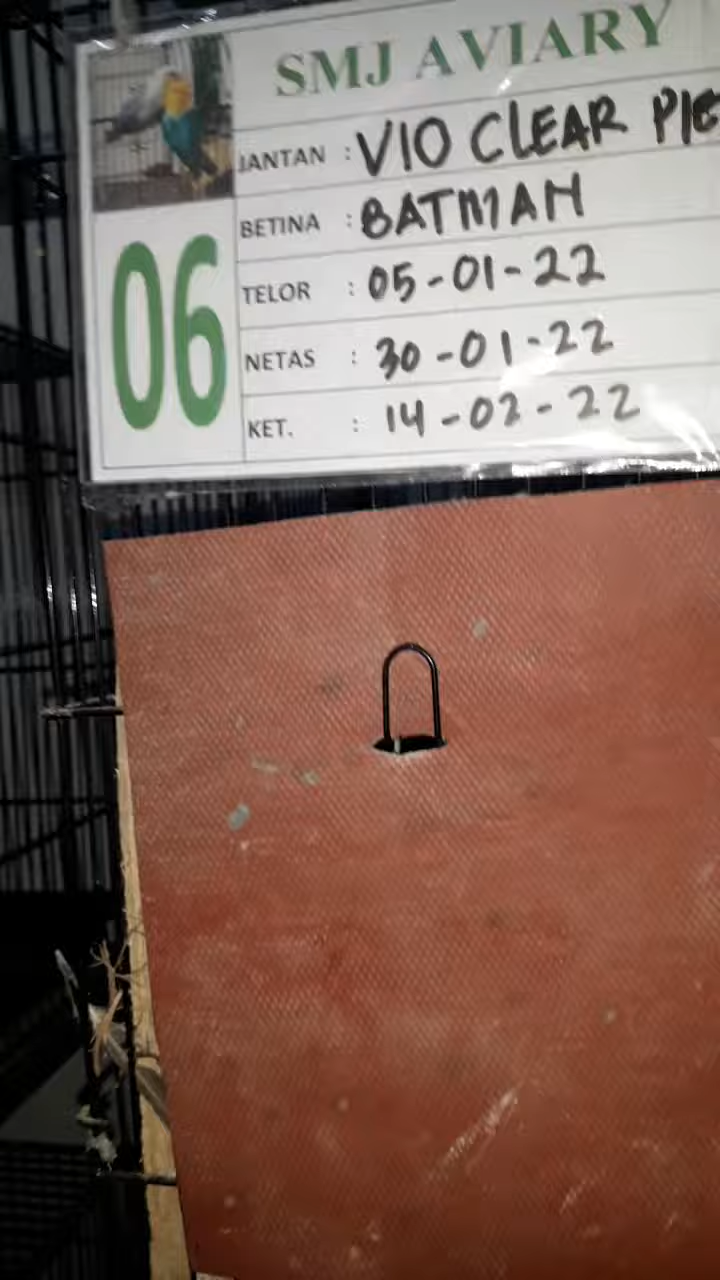 SMJ AVIARY
06
JANTAN : VIO CLEAR PIE
BETINA : BATMAN
TELOR : 05-01-22
NETAS : 30-01-22
KET. : 14-02-22